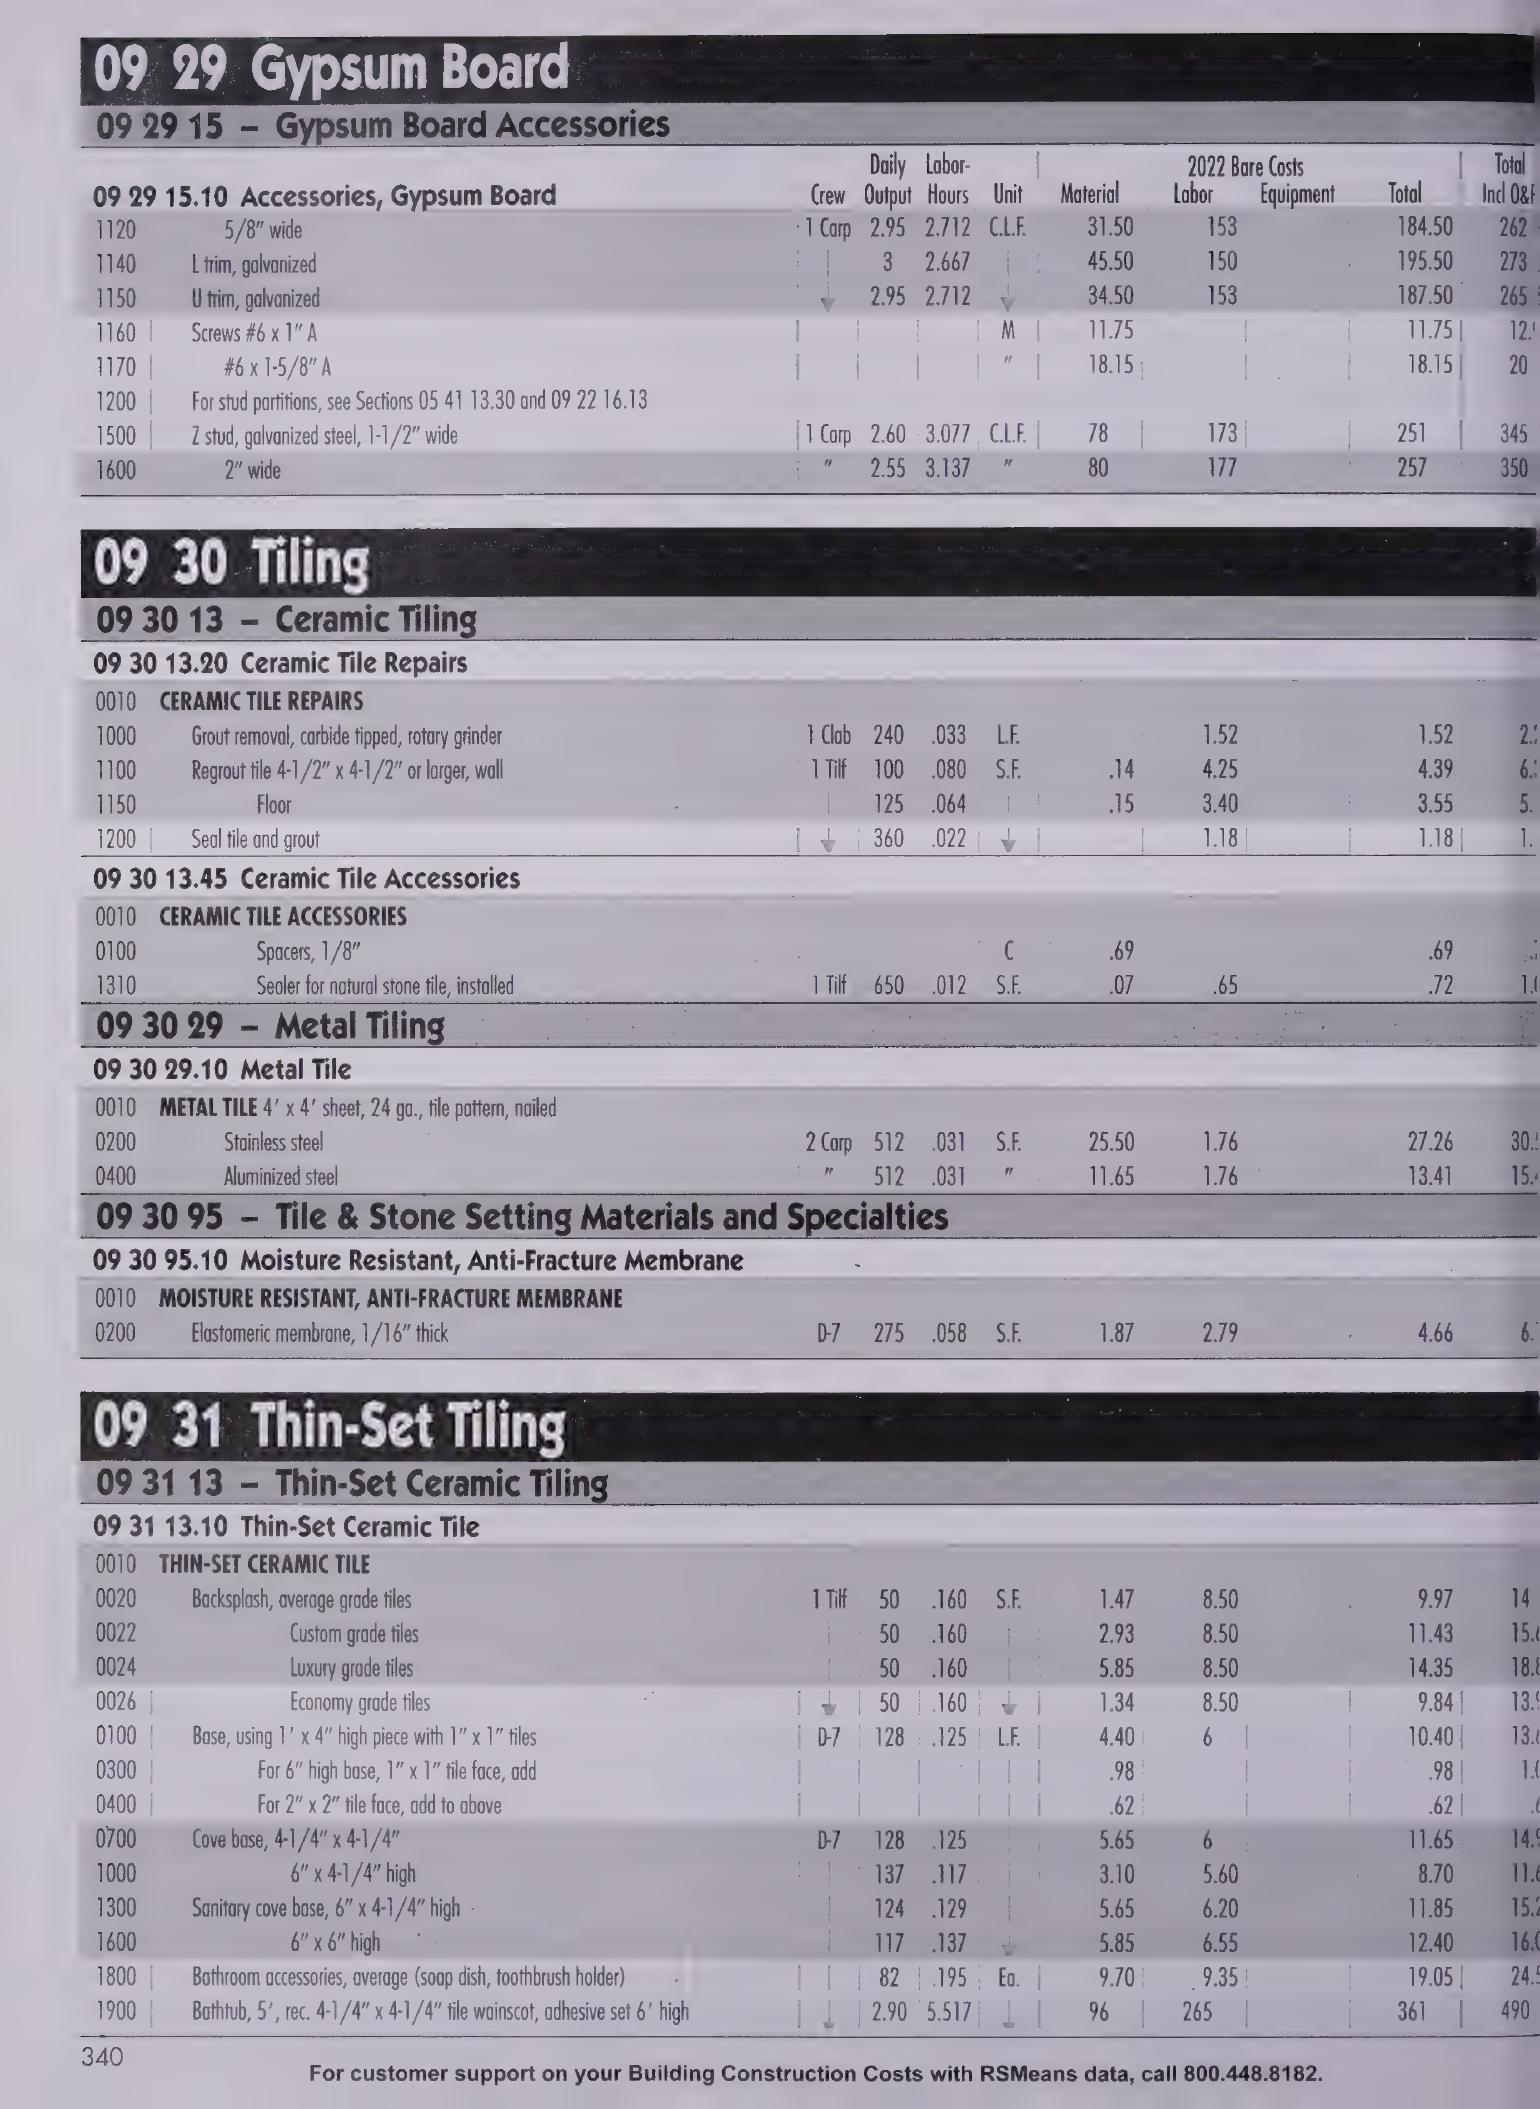 09 29 Gypsum Board
09 29 15 – Gypsum Board Accessories
Daily Labor- 2022 Bare Costs Total
09 29 15.10 Accessories, Gypsum Board Crew Output Hours Unit Material Labor Equipment Total Incl O&P
1120 5/8" wide 1 Carp 2.95 2.712 C.L.F. 31.50 153 184.50 262
1140 L trim, galvanized 3 2.667 45.50 150 195.50 273
1150 U trim, galvanized 2.95 2.712 34.50 153 187.50 265
1160 Screws #6 x 1" A M 11.75 11.75 12.
1170 #6 x 1-5/8" A " 18.15 18.15 20
1200 For stud partitions, see Sections 05 41 13.30 and 09 22 16.13
1500 Z stud, galvanized steel, 1-1/2" wide 1 Carp 2.60 3.077 C.L.F. 78 173 251 345
1600 2" wide " 2.55 3.137 " 80 177 257 350
09 30 Tiling
09 30 13 – Ceramic Tiling
09 30 13.20 Ceramic Tile Repairs
0010 CERAMIC TILE REPAIRS
1000 Grout removal, carbide tipped, rotary grinder 1 Clab 240 .033 L.F. 1.52 1.52 2.
1100 Regrout tile 4-1/2" x 4-1/2" or larger, wall 1 Tilf 100 .080 S.F. .14 4.25 4.39 6.
1150 Floor 125 .064 .15 3.40 3.55 5.
1200 Seal tile and grout 360 .022 1.18 1.18 1.
09 30 13.45 Ceramic Tile Accessories
0010 CERAMIC TILE ACCESSORIES
0100 Spacers, 1/8" C .69 .69
1310 Sealer for natural stone tile, installed 1 Tilf 650 .012 S.F. .07 .65 .72 1.
09 30 29 – Metal Tiling
09 30 29.10 Metal Tile
0010 METAL TILE 4' x 4' sheet, 24 ga., tile pattern, nailed
0200 Stainless steel 2 Carp 512 .031 S.F. 25.50 1.76 27.26 30.
0400 Aluminized steel " 512 .031 " 11.65 1.76 13.41 15.
09 30 95 – Tile & Stone Setting Materials and Specialties
09 30 95.10 Moisture Resistant, Anti-Fracture Membrane
0010 MOISTURE RESISTANT, ANTI-FRACTURE MEMBRANE
0200 Elastomeric membrane, 1/16" thick D-7 275 .058 S.F. 1.87 2.79 4.66 6.
09 31 Thin-Set Tiling
09 31 13 – Thin-Set Ceramic Tiling
09 31 13.10 Thin-Set Ceramic Tile
0010 THIN-SET CERAMIC TILE
0020 Backsplash, average grade tiles 1 Tilf 50 .160 S.F. 1.47 8.50 9.97 14
0022 Custom grade tiles 50 .160 2.93 8.50 11.43 15.
0024 Luxury grade tiles 50 .160 5.85 8.50 14.35 18.
0026 Economy grade tiles 50 .160 1.34 8.50 9.84 13.
0100 Base, using 1' x 4" high piece with 1" x 1" tiles D-7 128 .125 L.F. 4.40 6 10.40 13.
0300 For 6" high base, 1" x 1" tile face, add .98 .98 1.
0400 For 2" x 2" tile face, add to above .62 .62
0700 Cove base, 4-1/4" x 4-1/4" D-7 128 .125 5.65 6 11.65 14.
1000 6" x 4-1/4" high 137 .117 3.10 5.60 8.70 11.
1300 Sanitary cove base, 6" x 4-1/4" high 124 .129 5.65 6.20 11.85 15.
1600 6" x 6" high 117 .137 5.85 6.55 12.40 16.
1800 Bathroom accessories, average (soap dish, toothbrush holder) 82 .195 Ea. 9.70 9.35 19.05 24.
1900 Bathtub, 5', rec. 4-1/4" x 4-1/4" tile wainscot, adhesive set 6' high 2.90 5.517 96 265 361 490
340
For customer support on your Building Construction Costs with RSMeans data, call 800.448.8182.